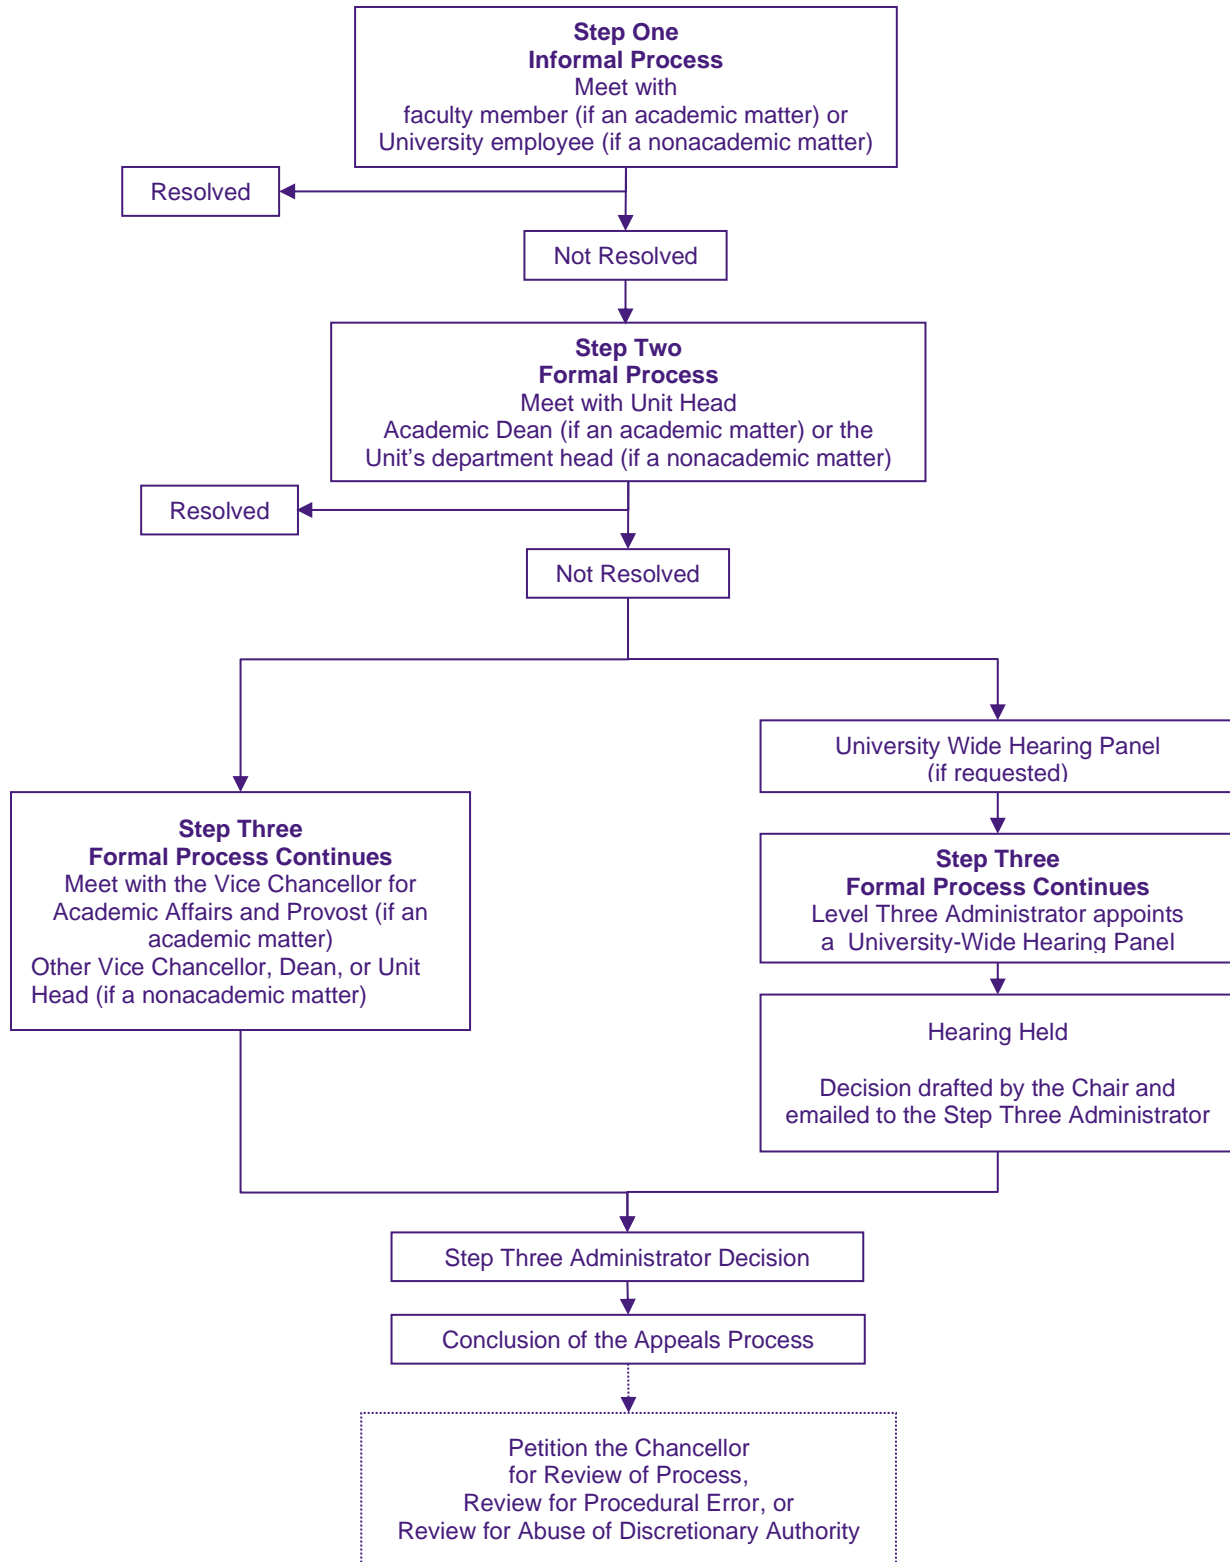 Step One
Informal Process
Meet with
faculty member (if an academic matter) or
University employee (if a nonacademic matter)
Resolved
Not Resolved
Step Two
Formal Process
Meet with Unit Head
Academic Dean (if an academic matter) or the
Unit’s department head (if a nonacademic matter)
Resolved
Not Resolved
University Wide Hearing Panel
(if requested)
Step Three
Formal Process Continues
Meet with the Vice Chancellor for
Academic Affairs and Provost (if an
academic matter)
Other Vice Chancellor, Dean, or Unit
Head (if a nonacademic matter)
Step Three
Formal Process Continues
Level Three Administrator appoints
a University-Wide Hearing Panel
Hearing Held
Decision drafted by the Chair and
emailed to the Step Three Administrator
Step Three Administrator Decision
Conclusion of the Appeals Process
Petition the Chancellor
for Review of Process,
Review for Procedural Error, or
Review for Abuse of Discretionary Authority